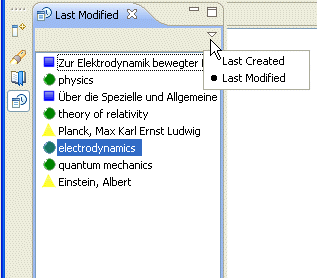 Last Modified
Zur Elektrodynamik bewegter
physics
Über die Spezielle und Allgemeine
theory of relativity
Planck, Max Karl Ernst Ludwig
electrodynamics
quantum mechanics
Einstein, Albert
Last Created
Last Modified